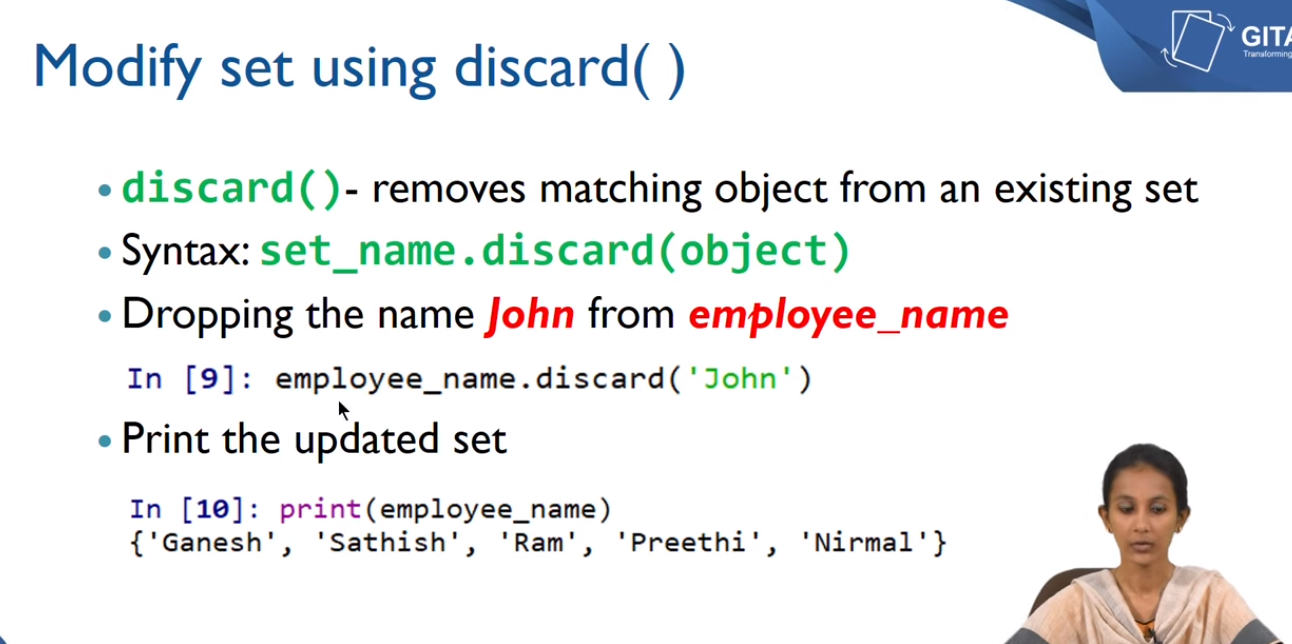 Modify set using discard( )
GITA
Transforming
• discard()- removes matching object from an existing set
• Syntax: set_name.discard(object)
• Dropping the name John from employee_name
In [9]: employee_name.discard('John')
• Print the updated set
In [10]: print(employee_name)
{'Ganesh', 'Sathish', 'Ram', 'Preethi', 'Nirmal'}